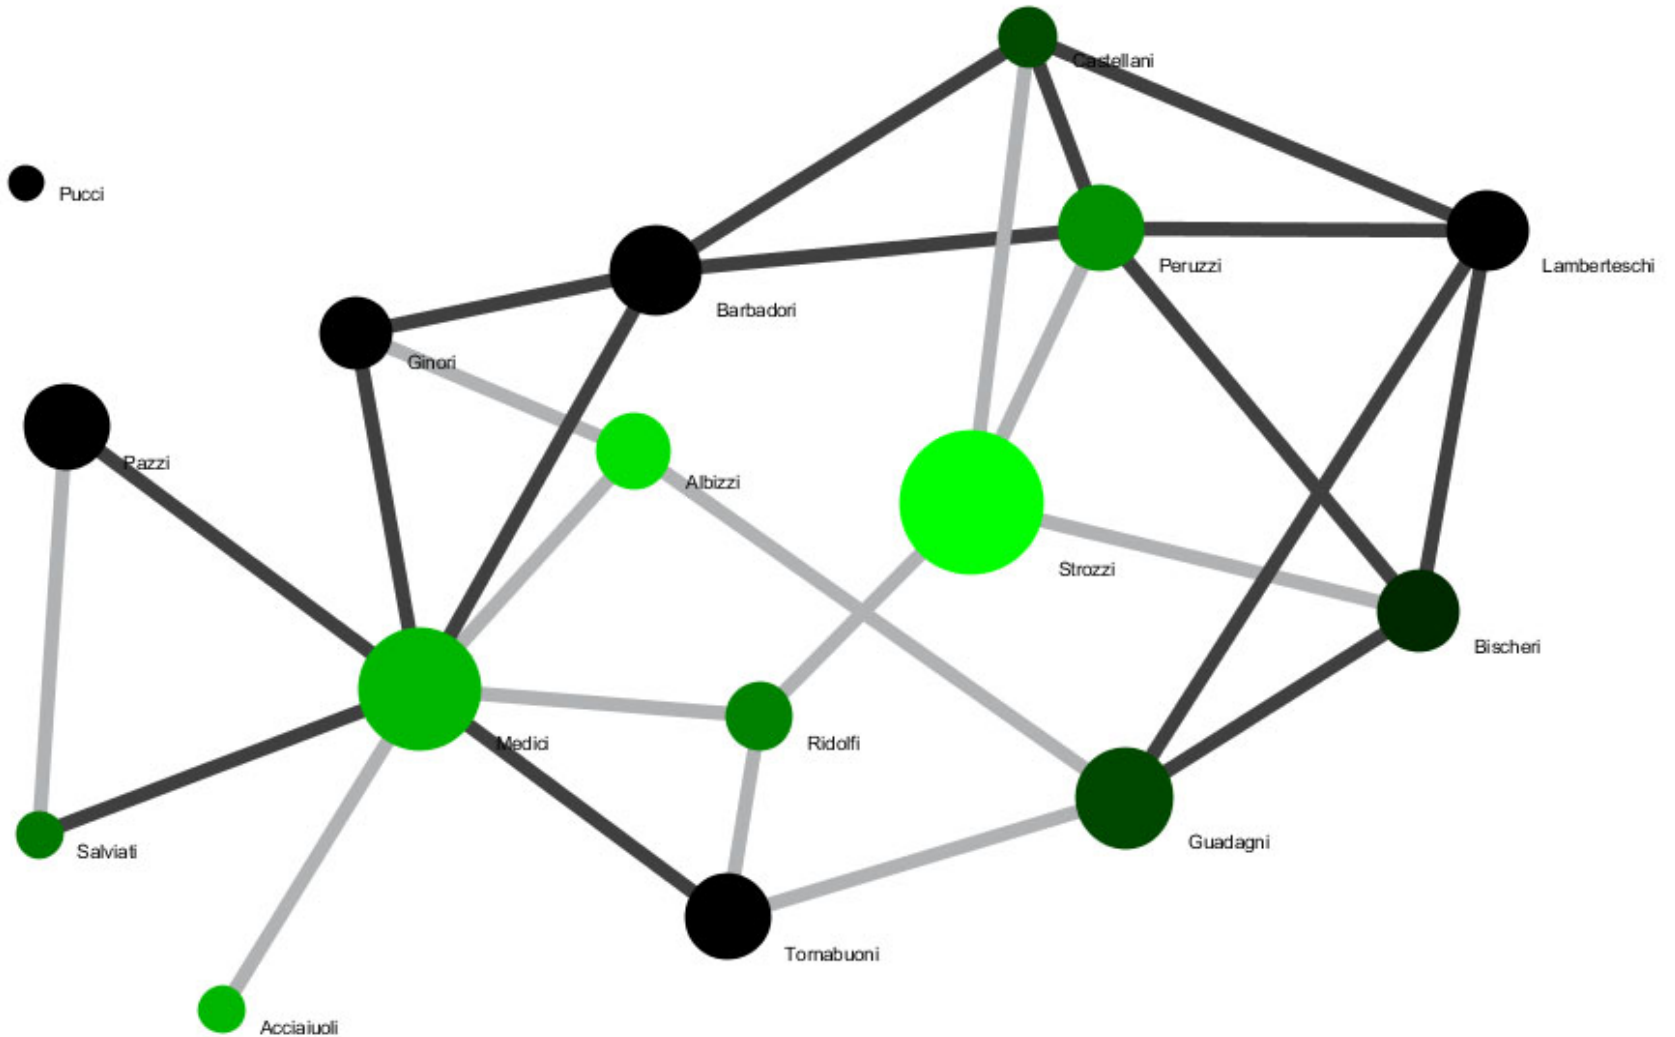 Castellani
Pucci
Peruzzi
Lamberteschi
Barbadori
Ginori
Pazzi
Albizzi
Strozzi
Bischeri
Medici
Ridolfi
Guadagni
Salviati
Tornabuoni
Acciaiuoli